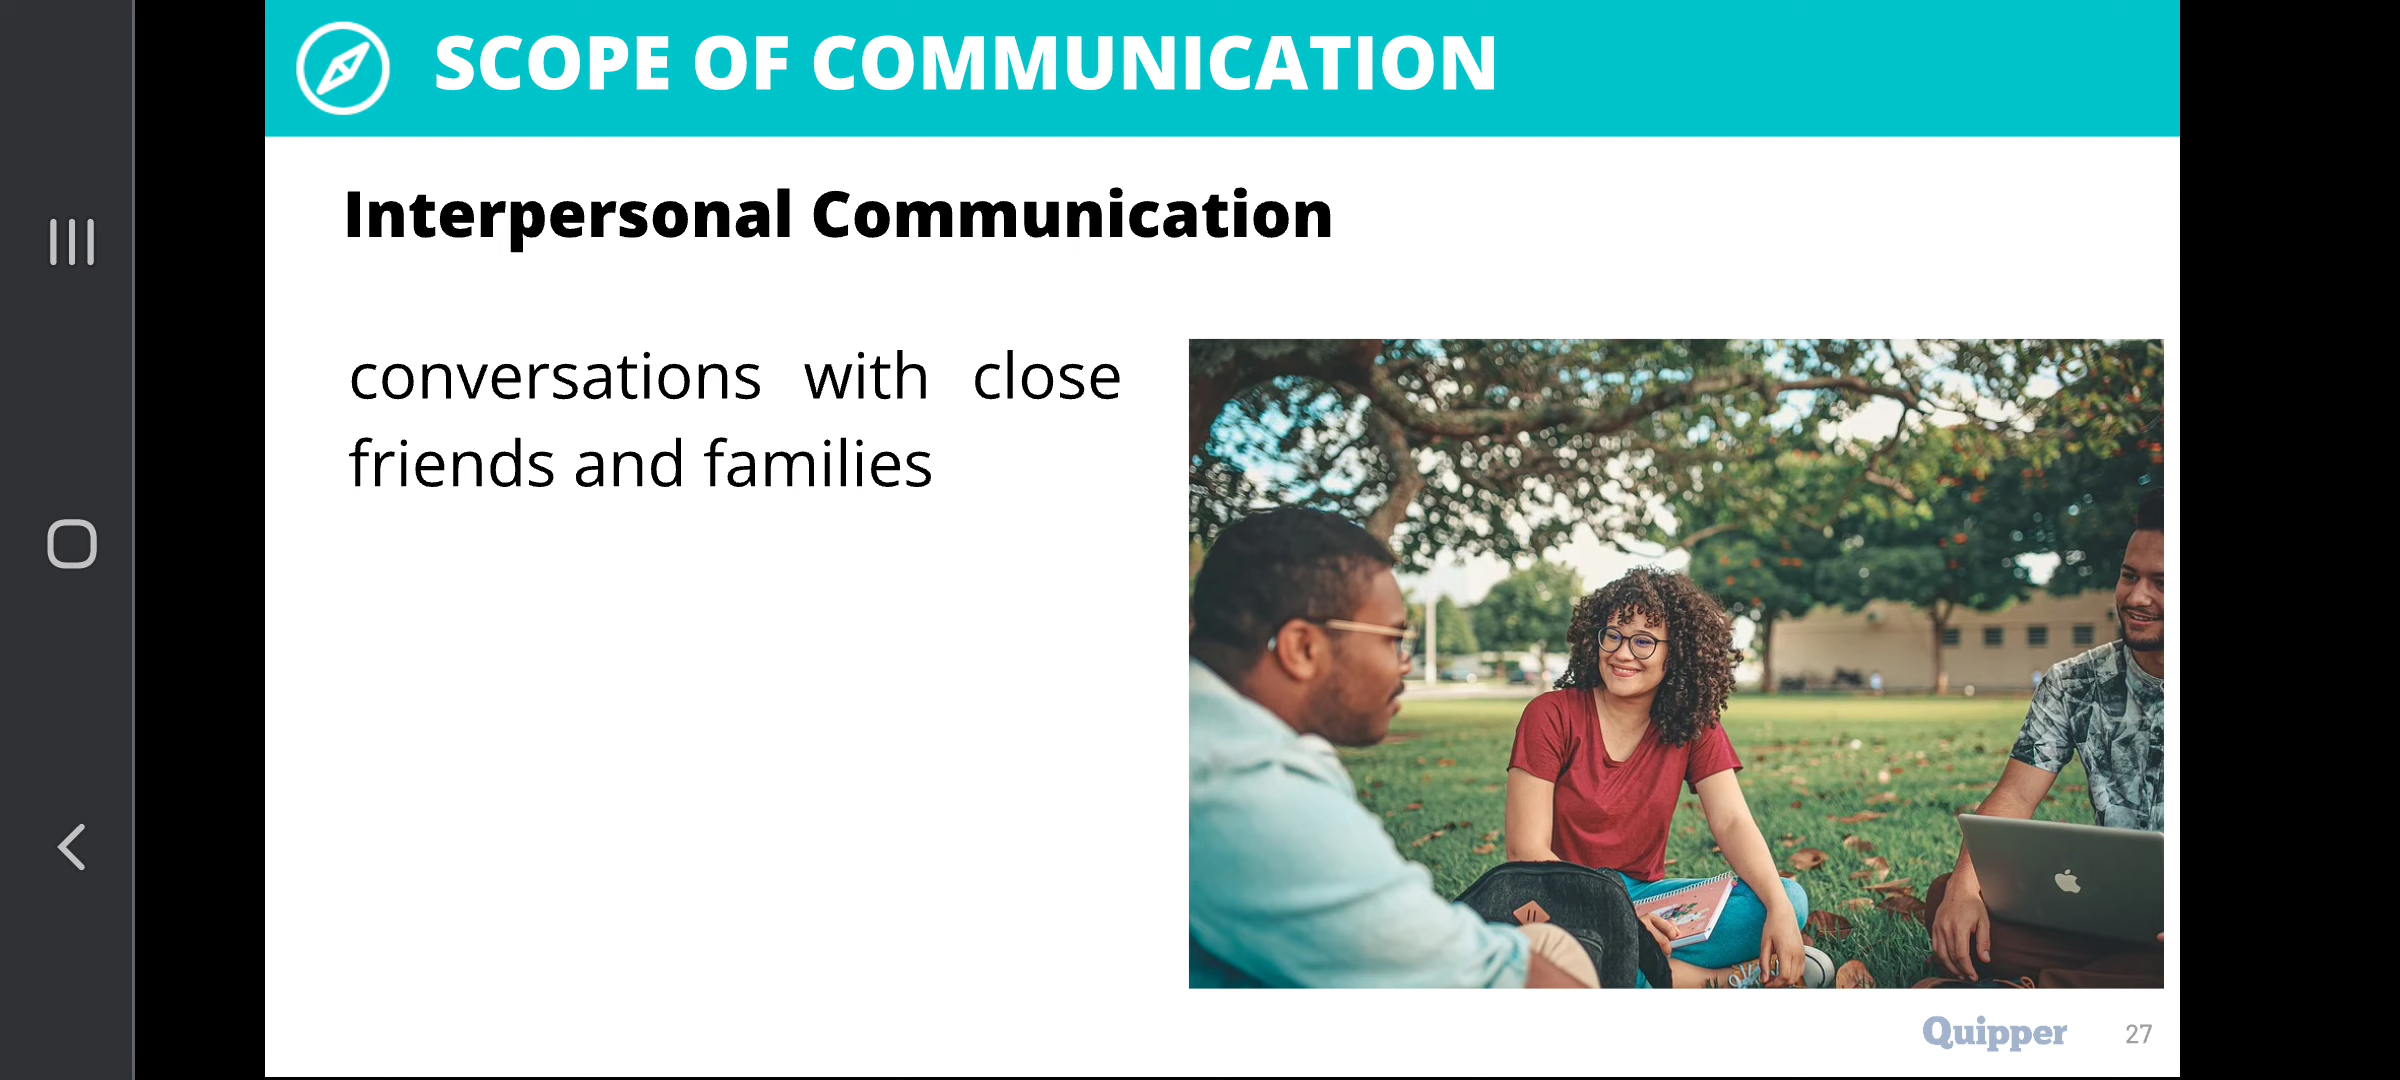 SCOPE OF COMMUNICATION
Interpersonal Communication
conversations with close
friends and families
Quipper 27